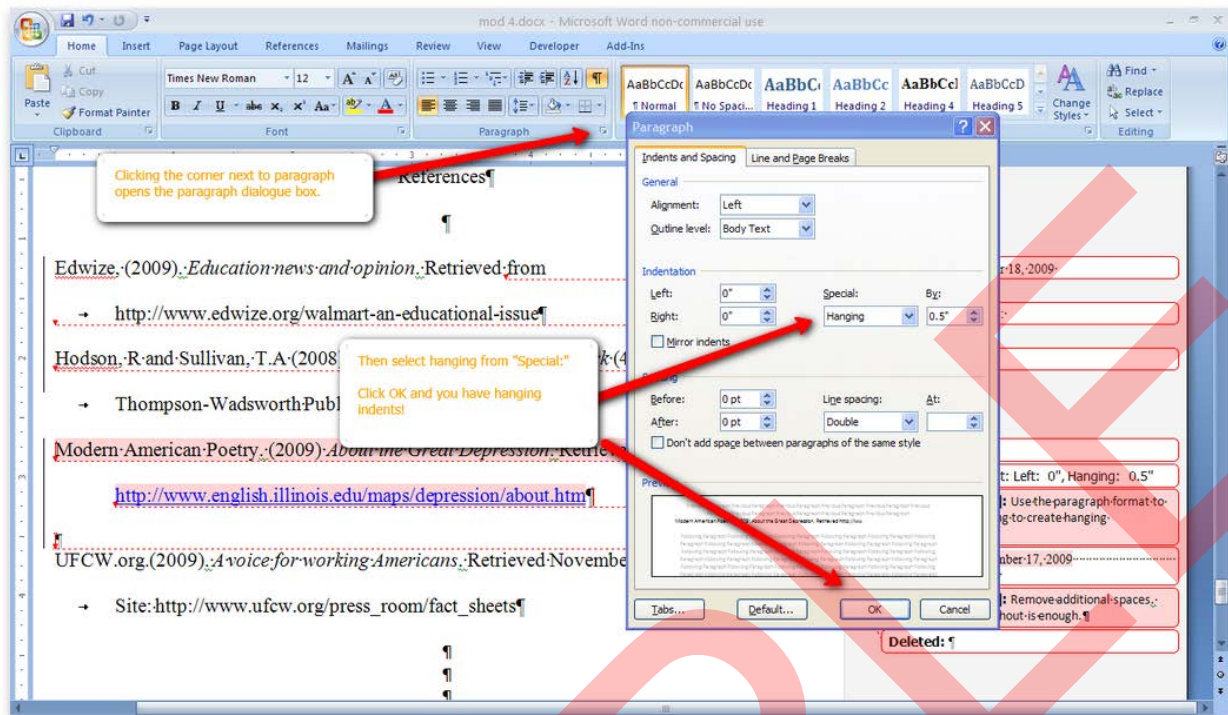 mod 4.docx - Microsoft Word non-commercial use
Home Insert Page Layout References Mailings Review View Developer Add-Ins
Cut
Copy
Paste
Format Painter
Clipboard
Times New Roman 12
Font
Paragraph
AaBbCcDc AaBbCcDc AaBbC AaBbCc AaBbCcI AaBbCcD
¶ Normal ¶ No Spaci... Heading 1 Heading 2 Heading 4 Heading 5
Change Styles
Find
Replace
Select
Editing
Clicking the corner next to paragraph
opens the paragraph dialogue box.
References¶
¶
Edwize.·(2009).·Education·news·and·opinion.·Retrieved·from
http://www.edwize.org/walmart-an-educational-issue¶
Hodson,·R·and·Sullivan,·T.A·(2008)
Thompson-Wadsworth·Publ
Modern·American·Poetry.·(2009)·About·the·Great·Depression.·Retrieve
http://www.english.illinois.edu/maps/depression/about.htm¶
¶
UFCW.org.(2009).·A·voice·for·working·Americans.·Retrieved·Novembe
Site:·http://www.ufcw.org/press_room/fact_sheets¶
¶
¶
¶
Then select hanging from "Special:"
Click OK and you have hanging
indents!
Paragraph
Indents and Spacing Line and Page Breaks
General
Alignment: Left
Outline level: Body Text
Indentation
Left: 0" Special: By:
Right: 0" Hanging 0.5"
Mirror indents
Before: 0 pt Line spacing: At:
After: 0 pt Double
Don't add space between paragraphs of the same style
Tabs... Default... OK Cancel
18,·2009·
t: Left: 0", Hanging: 0.5"
: Use·the·paragraph·format·to·
g·to·create·hanging·
mber·17,·2009
: Remove·additional·spaces,·
hout·is·enough.¶
Deleted: ¶